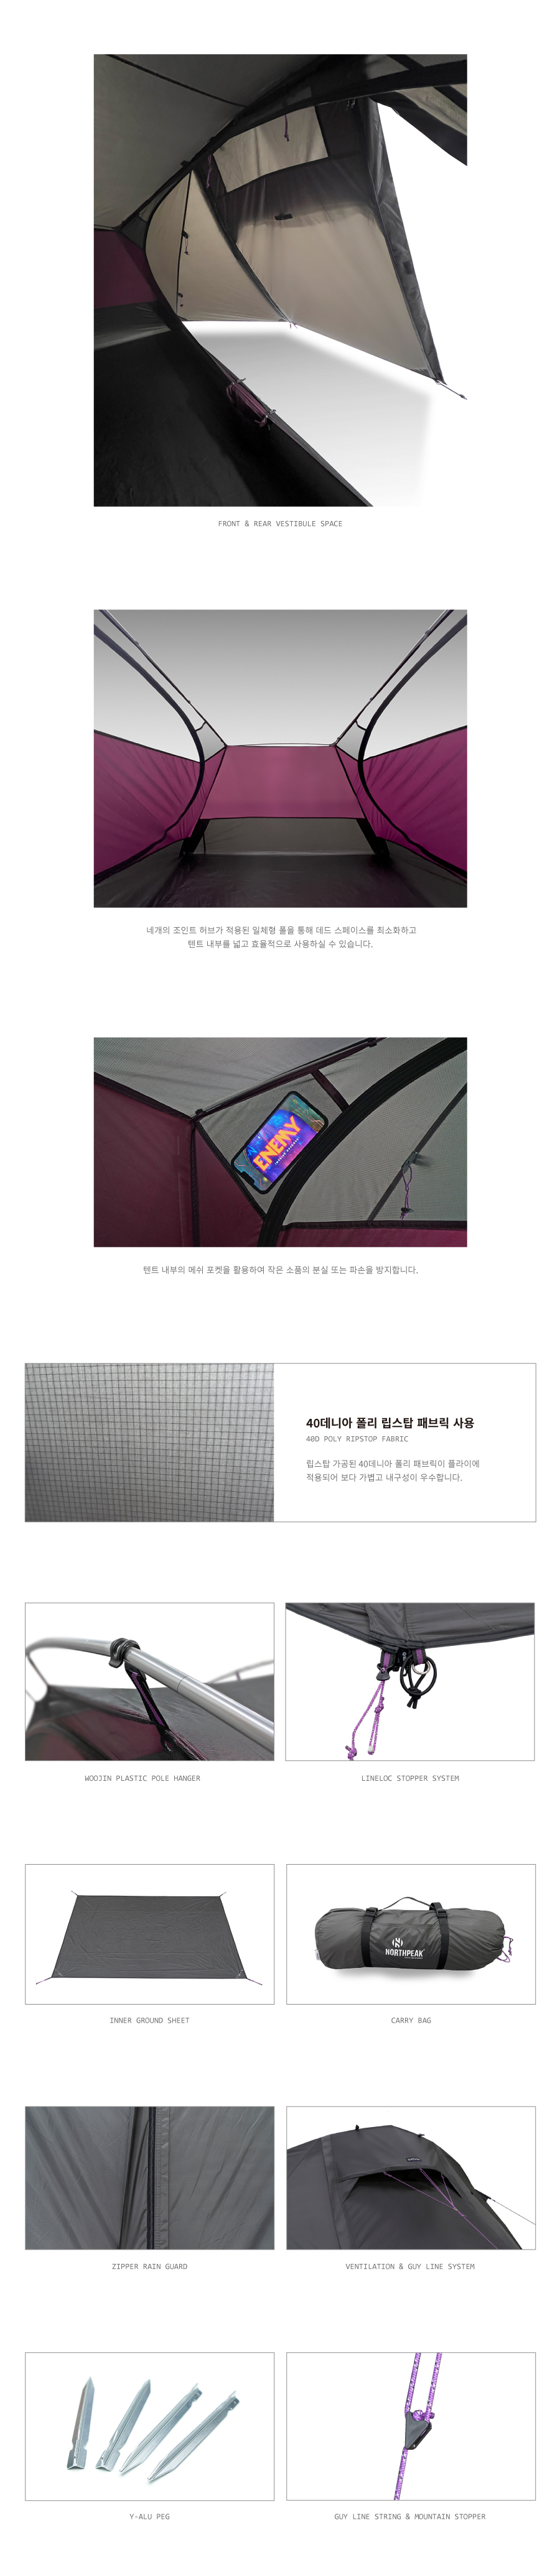 FRONT & REAR VESTIBULE SPACE
네개의 조인트 허브가 적용된 일체형 폴을 통해 데드 스페이스를 최소화하고
텐트 내부를 넓고 효율적으로 사용하실 수 있습니다.
ENEMY
텐트 내부의 메쉬 포켓을 활용하여 작은 소품의 분실 또는 파손을 방지합니다.
40데니아 폴리 립스탑 패브릭 사용
40D POLY RIPSTOP FABRIC
립스탑 가공된 40데니아 폴리 패브릭이 플라이에
적용되어 보다 가볍고 내구성이 우수합니다.
WOOJIN PLASTIC POLE HANGER
LINELOC STOPPER SYSTEM
NORTHPEAK
INNER GROUND SHEET
CARRY BAG
ZIPPER RAIN GUARD
VENTILATION & GUY LINE SYSTEM
Y-ALU PEG
GUY LINE STRING & MOUNTAIN STOPPER